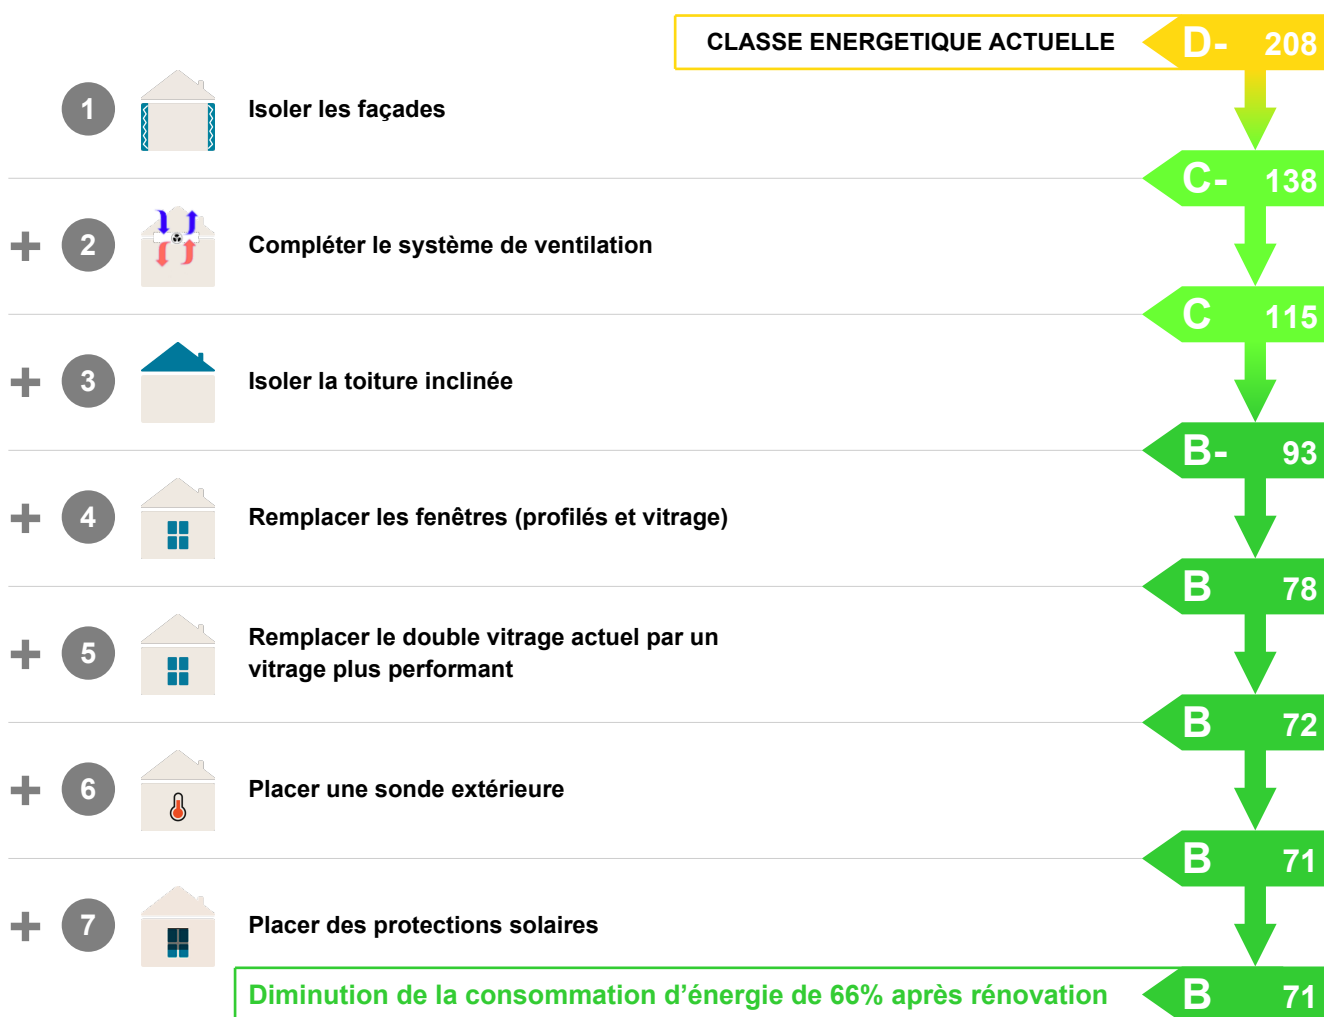 CLASSE ENERGETIQUE ACTUELLE D- 208
1 Isoler les façades
C- 138
+ 2 Compléter le système de ventilation
C 115
+ 3 Isoler la toiture inclinée
B- 93
+ 4 Remplacer les fenêtres (profilés et vitrage)
B 78
+ 5 Remplacer le double vitrage actuel par un
vitrage plus performant
B 72
+ 6 Placer une sonde extérieure
B 71
+ 7 Placer des protections solaires
Diminution de la consommation d’énergie de 66% après rénovation B 71